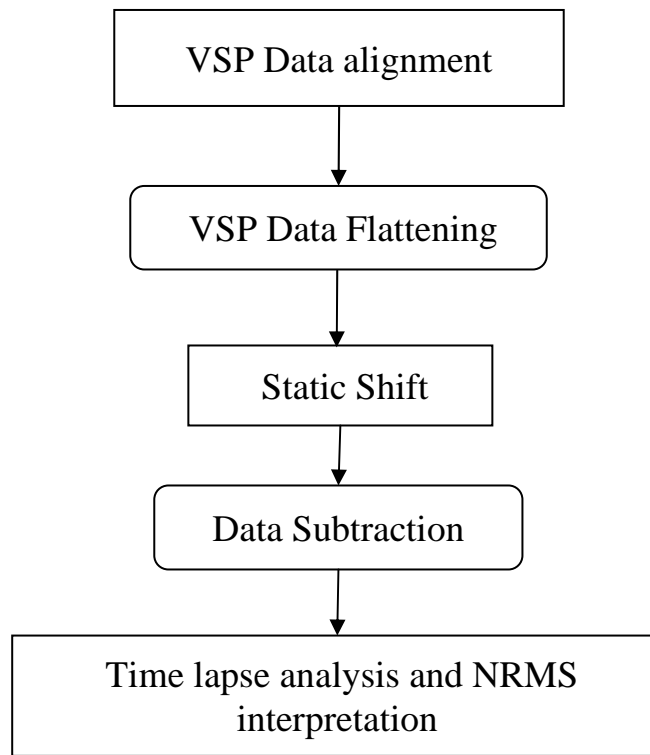 VSP Data alignment
VSP Data Flattening
Static Shift
Data Subtraction
Time lapse analysis and NRMS
interpretation